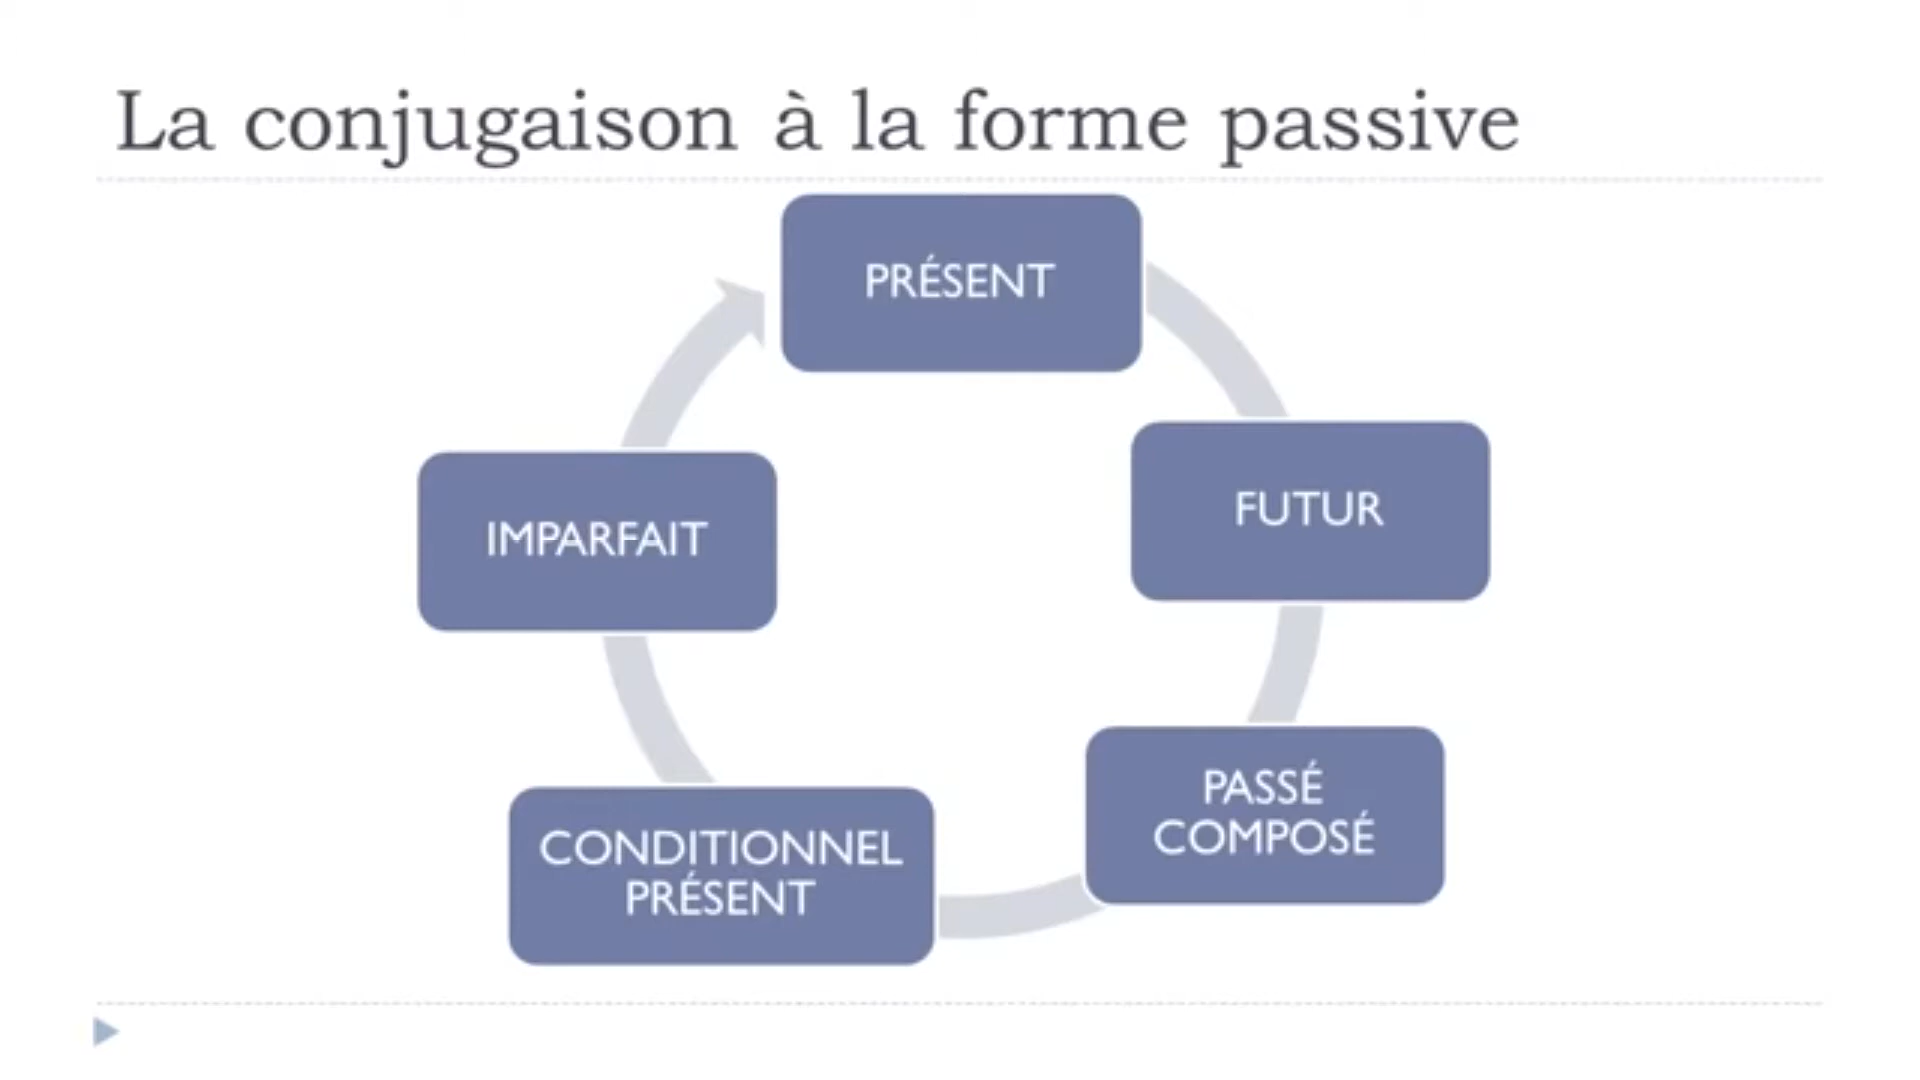 La conjugaison à la forme passive
PRÉSENT
FUTUR
PASSÉ
COMPOSÉ
CONDITIONNEL
PRÉSENT
IMPARFAIT